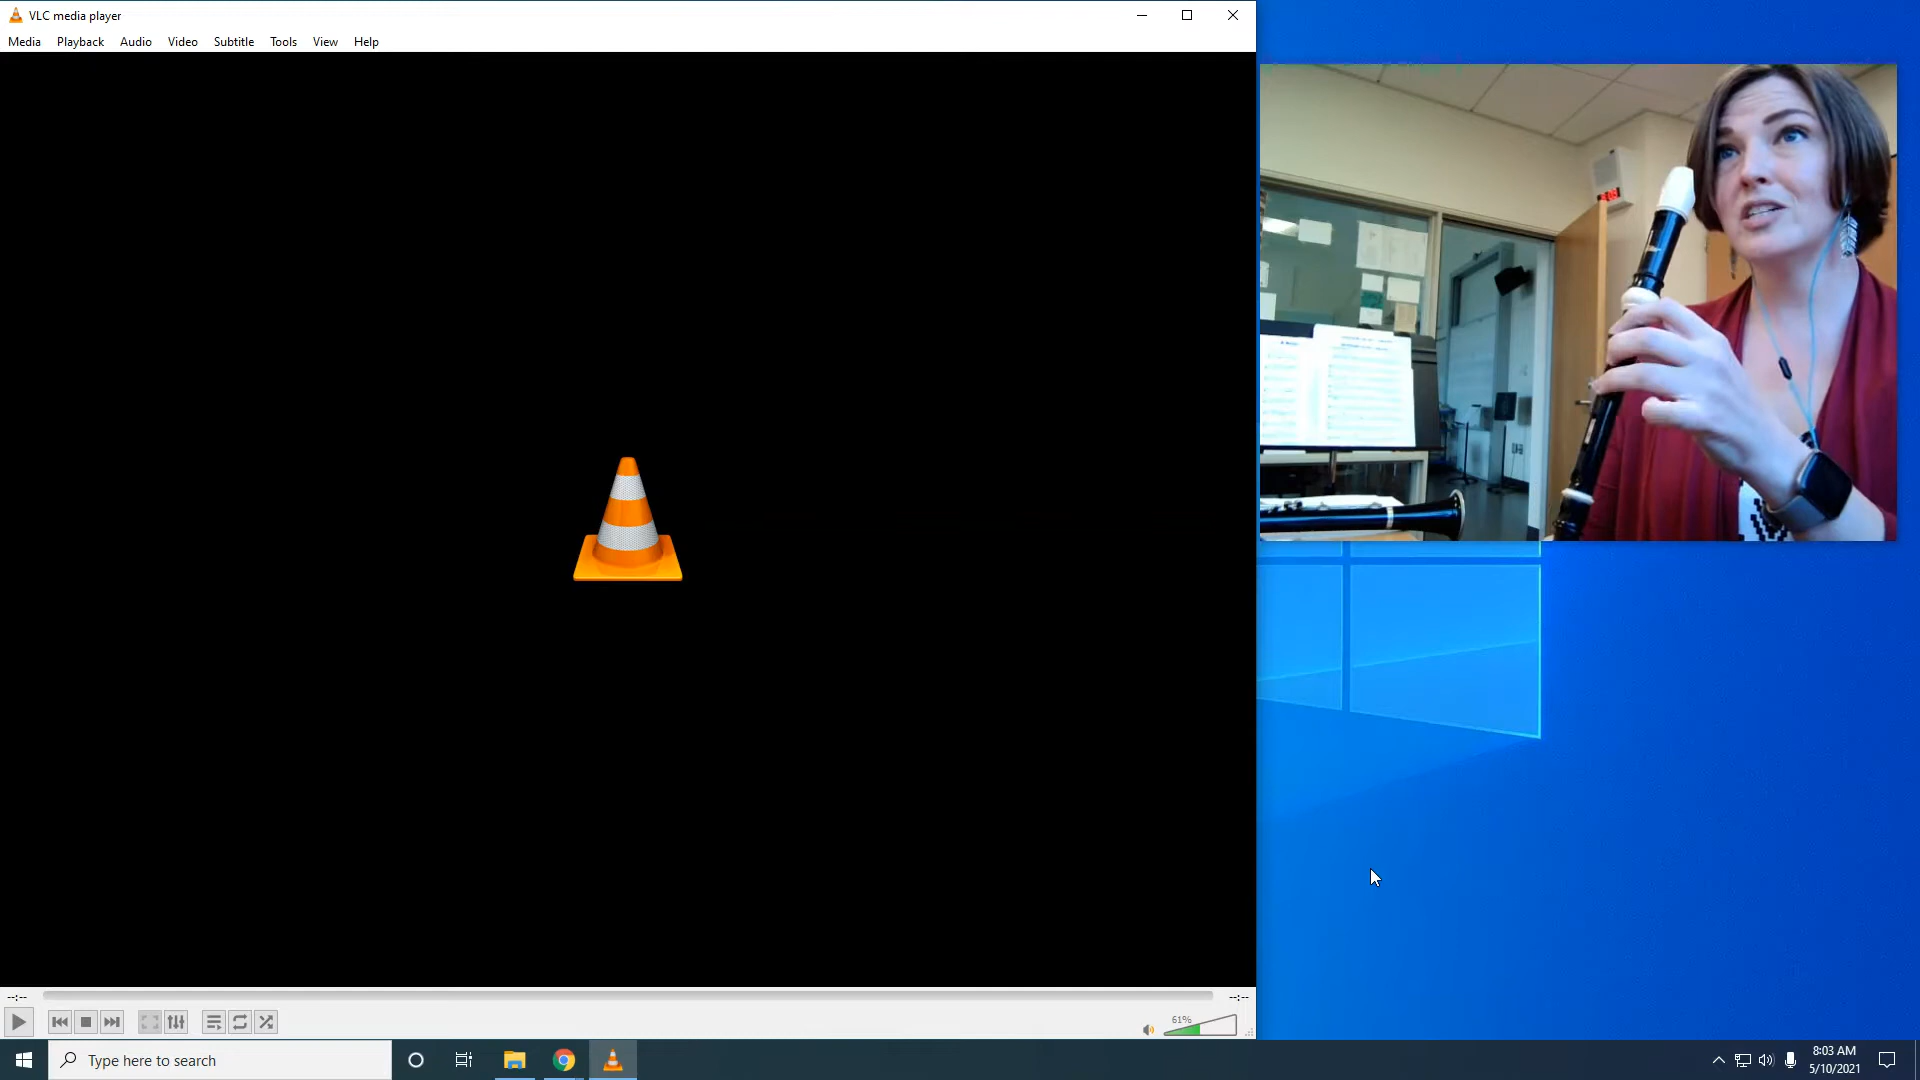 VLC media player
Media Playback Audio Video Subtitle Tools View Help
--:-- --:--
61%
Type here to search
8:03 AM
5/10/2021